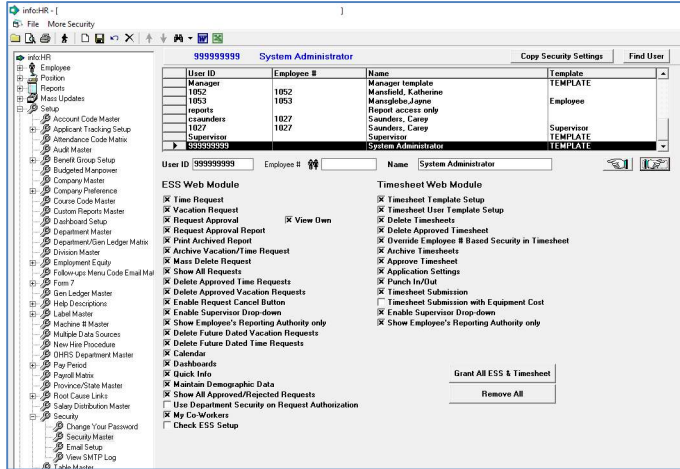 info:HR - [ ]
File More Security
info:HR
Employee
Position
Reports
Mass Updates
Setup
Account Code Master
Applicant Tracking Setup
Attendance Code Matrix
Audit Master
Benefit Group Setup
Budgeted Manpower
Company Master
Company Preference
Course Code Master
Custom Reports Master
Dashboard Setup
Department Master
Department/Gen Ledger Matrix
Division Master
Employment Equity
Follow-ups Menu Code Email Mat
Form 7
Gen Ledger Master
Help Descriptions
Label Master
Machine # Master
Multiple Data Sources
New Hire Procedure
OHRS Department Master
Pay Period
Payroll Matrix
Province/State Master
Root Cause Links
Salary Distribution Master
Security
Change Your Password
Security Master
Email Setup
View SMTP Log
Table Master
999999999 System Administrator Copy Security Settings Find User
User ID Employee # Name Template
Manager Manager template TEMPLATE
1052 1052 Mansfield, Katherine
1053 1053 Mansglebe,Jayne Employee
reports Report access only
csaunders 1027 Saunders, Carey
1027 1027 Saunders, Carey Supervisor
Supervisor Supervisor TEMPLATE
999999999 System Administrator TEMPLATE
User ID 999999999 Employee # Name System Administrator
ESS Web Module
Time Request
Vacation Request
Request Approval View Own
Request Approval Report
Print Archived Report
Archive Vacation/Time Request
Mass Delete Request
Show All Requests
Delete Approved Time Requests
Delete Approved Vacation Requests
Enable Request Cancel Button
Enable Supervisor Drop-down
Show Employee's Reporting Authority only
Delete Future Dated Vacation Requests
Delete Future Dated Time Requests
Calendar
Dashboards
Quick Info
Maintain Demographic Data
Show All Approved/Rejected Requests
Use Department Security on Request Authorization
My Co-Workers
Check ESS Setup
Timesheet Web Module
Timesheet Template Setup
Timesheet User Template Setup
Delete Timesheets
Delete Approved Timesheet
Override Employee # Based Security in Timesheet
Archive Timesheets
Approve Timesheet
Application Settings
Punch In/Out
Timesheet Submission
Timesheet Submission with Equipment Cost
Enable Supervisor Drop-down
Show Employee's Reporting Authority only
Grant All ESS & Timesheet
Remove All